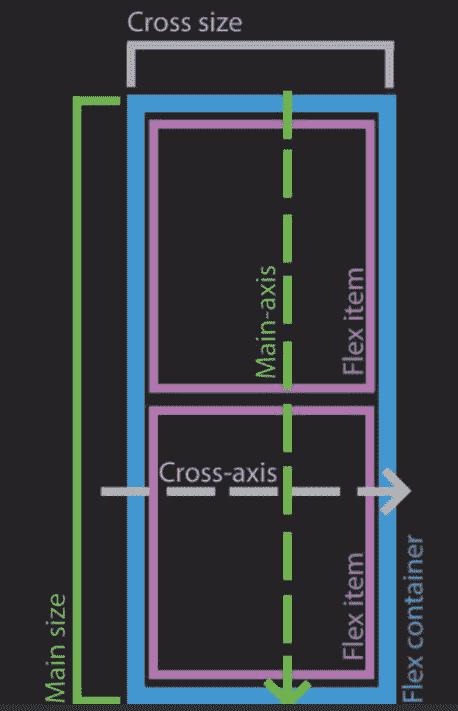 Cross size
Main-axis
Flex item
Cross-axis
Flex item
Main size
Flex container